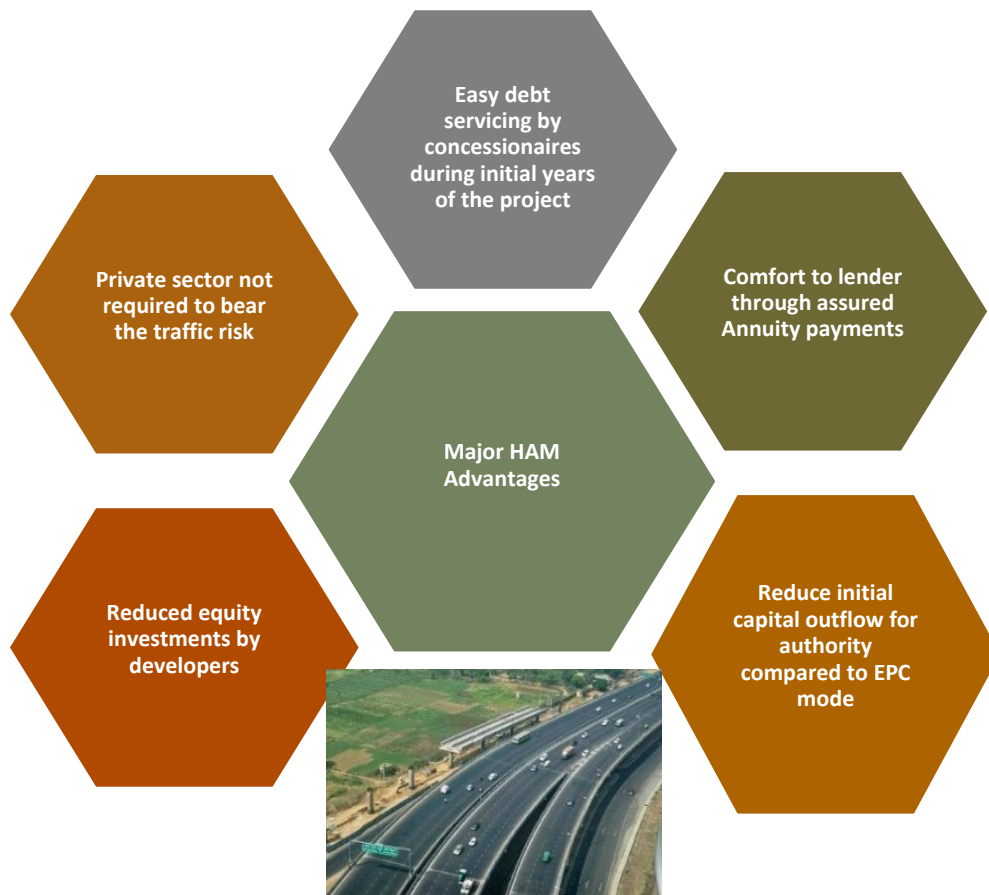 Easy debt
servicing by
concessionaires
during initial years
of the project
Private sector not
required to bear
the traffic risk
Comfort to lender
through assured
Annuity payments
Major HAM
Advantages
Reduced equity
investments by
developers
Reduce initial
capital outflow for
authority
compared to EPC
mode